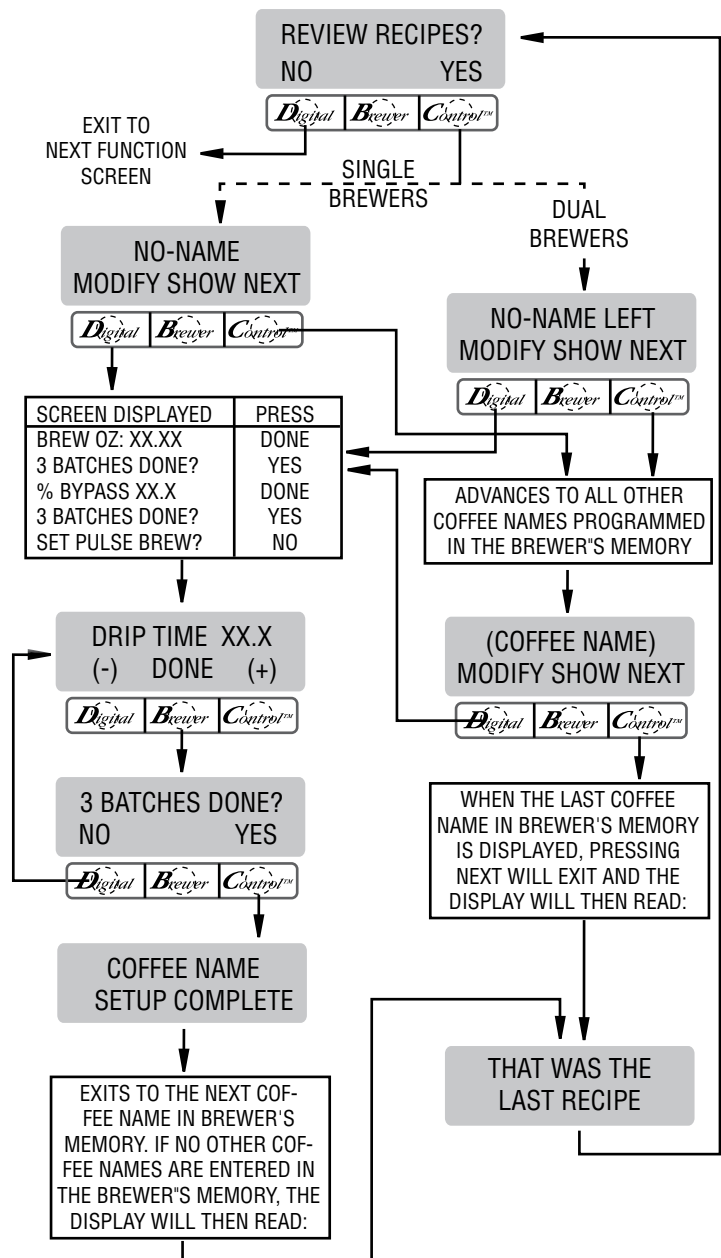 REVIEW RECIPES?
NO YES
Digital Brewer Control™
EXIT TO
NEXT FUNCTION
SCREEN
SINGLE
BREWERS
DUAL
BREWERS
NO-NAME
MODIFY SHOW NEXT
Digital Brewer Control™
NO-NAME LEFT
MODIFY SHOW NEXT
Digital Brewer Control™
SCREEN DISPLAYED PRESS
BREW OZ: XX.XX DONE
3 BATCHES DONE? YES
% BYPASS XX.X DONE
3 BATCHES DONE? YES
SET PULSE BREW? NO
ADVANCES TO ALL OTHER
COFFEE NAMES PROGRAMMED
IN THE BREWER"S MEMORY
DRIP TIME XX.X
(-) DONE (+)
Digital Brewer Control™
(COFFEE NAME)
MODIFY SHOW NEXT
Digital Brewer Control™
3 BATCHES DONE?
NO YES
Digital Brewer Control™
WHEN THE LAST COFFEE
NAME IN BREWER'S MEMORY
IS DISPLAYED, PRESSING
NEXT WILL EXIT AND THE
DISPLAY WILL THEN READ:
COFFEE NAME
SETUP COMPLETE
EXITS TO THE NEXT COF-
FEE NAME IN BREWER'S
MEMORY. IF NO OTHER COF-
FEE NAMES ARE ENTERED IN
THE BREWER"S MEMORY, THE
DISPLAY WILL THEN READ:
THAT WAS THE
LAST RECIPE